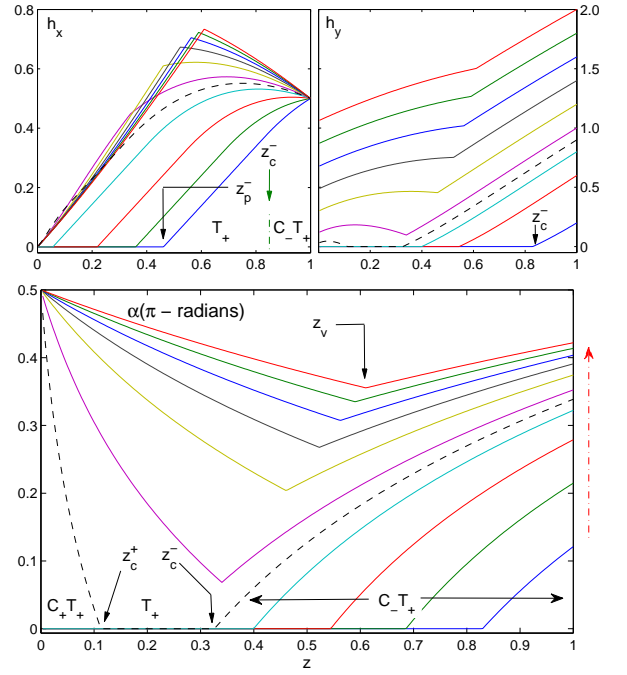 h_x
0.8
0.6
0.4
0.2
0
z_p^-
z_c^-
T_+
C_-T_+
0 0.2 0.4 0.6 0.8 1
h_y
2.0
1.5
1.0
0.5
0
z_c^-
0.2 0.4 0.6 0.8 1
α(π − radians)
0.5
0.4
0.3
0.2
0.1
0
z_v
z_c^+
z_c^-
C_+T_+
T_+
C_-T_+
0 0.1 0.2 0.3 0.4 0.5 0.6 0.7 0.8 0.9 1
z